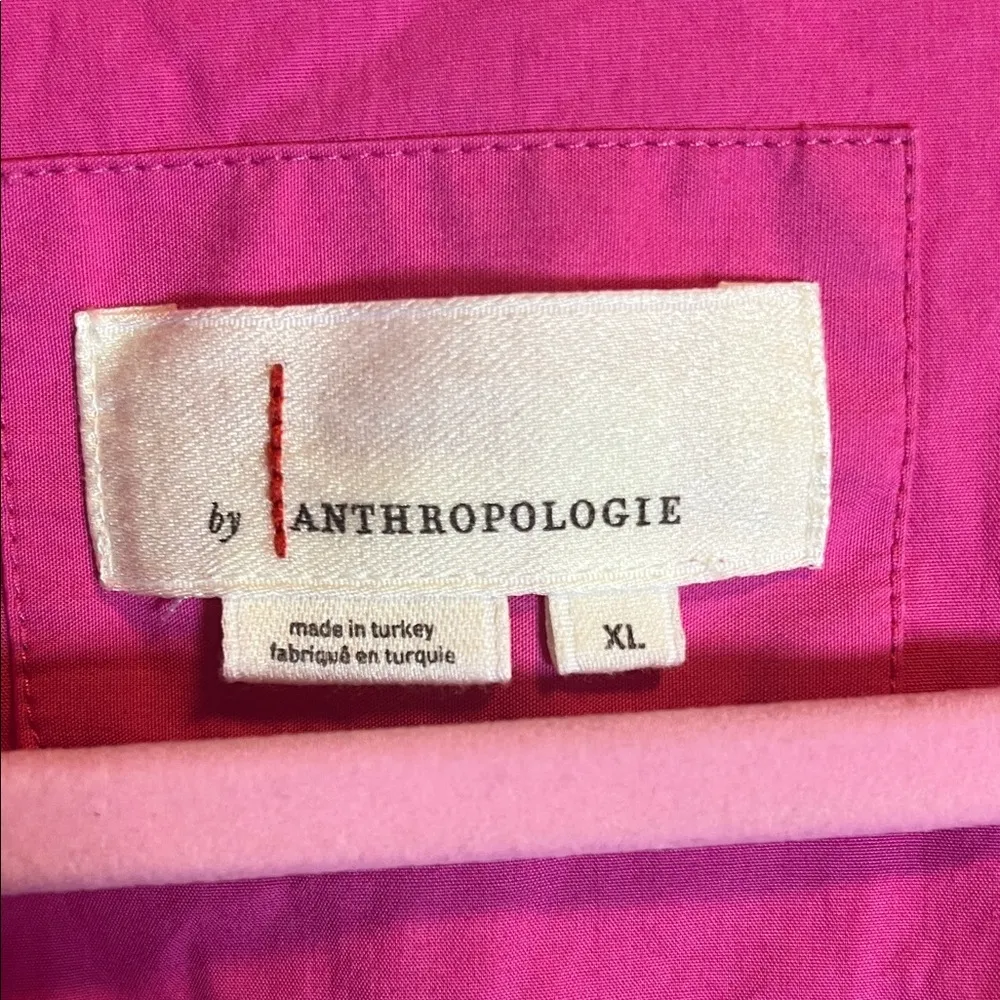 by ANTHROPOLOGIE
made in turkey
fabriqué en turquie
XL